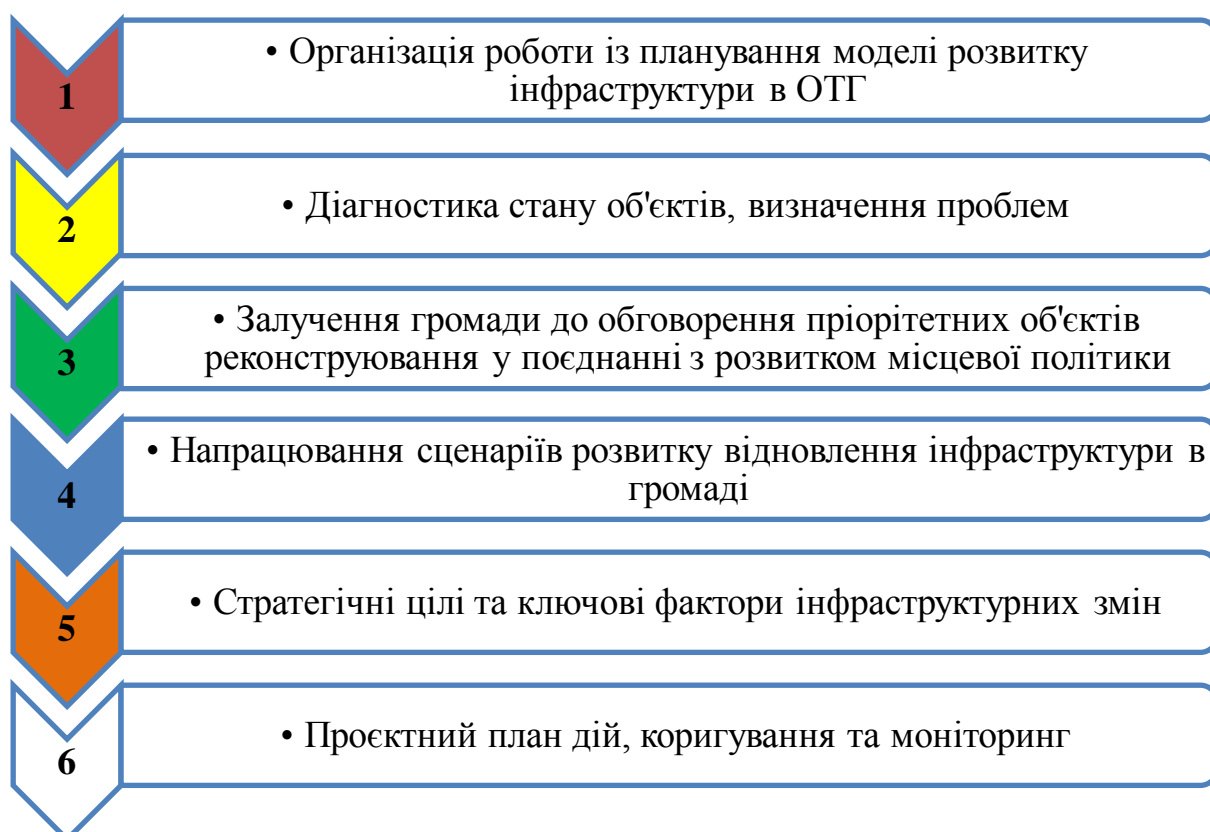 1
• Організація роботи із планування моделі розвитку
інфраструктури в ОТГ
2
• Діагностика стану об'єктів, визначення проблем
3
• Залучення громади до обговорення пріорітетних об'єктів
реконструювання у поєднанні з розвитком місцевої політики
4
• Напрацювання сценаріїв розвитку відновлення інфраструктури в
громаді
5
• Стратегічні цілі та ключові фактори інфраструктурних змін
6
• Проєктний план дій, коригування та моніторинг